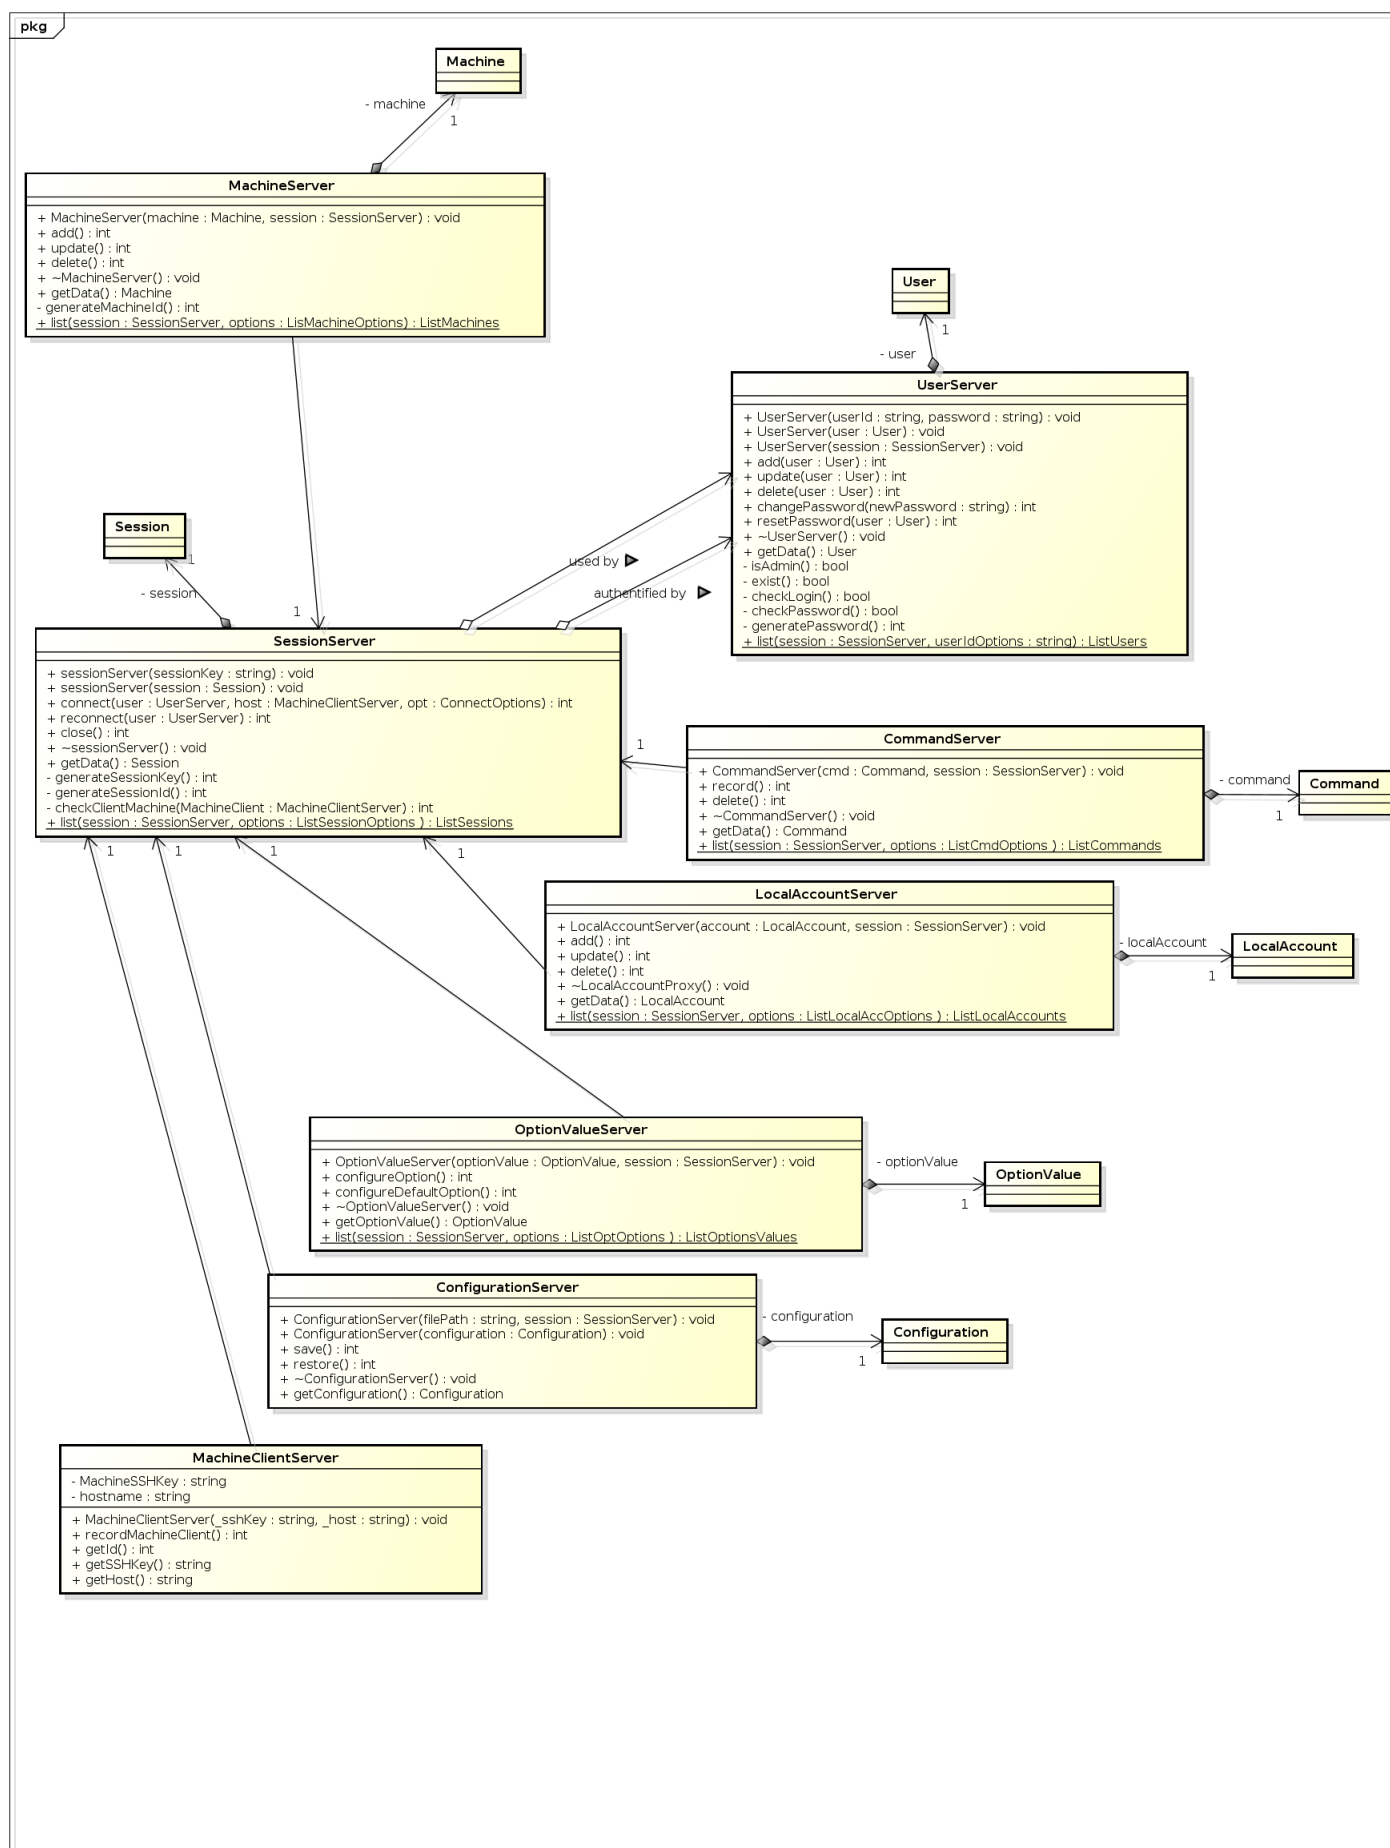 pkg
Machine
- machine
1
MachineServer
+ MachineServer(machine : Machine, session : SessionServer) : void
+ add() : int
+ update() : int
+ delete() : int
+ ~MachineServer() : void
+ getData() : Machine
- generateMachineId() : int
+ list(session : SessionServer, options : LisMachineOptions) : ListMachines
User
1
- user
UserServer
+ UserServer(userId : string, password : string) : void
+ UserServer(user : User) : void
+ UserServer(session : SessionServer) : void
+ add(user : User) : int
+ update(user : User) : int
+ delete(user : User) : int
+ changePassword(newPassword : string) : int
+ resetPassword(user : User) : int
+ ~UserServer() : void
+ getData() : User
- isAdmin() : bool
- exist() : bool
- checkLogin() : bool
- checkPassword() : bool
- generatePassword() : int
+ list(session : SessionServer, userIdOptions : string) : ListUsers
Session
1
- session
used by
authentified by
1
SessionServer
+ sessionServer(sessionKey : string) : void
+ sessionServer(session : Session) : void
+ connect(user : UserServer, host : MachineClientServer, opt : ConnectOptions) : int
+ reconnect(user : UserServer) : int
+ close() : int
+ ~sessionServer() : void
+ getData() : Session
- generateSessionKey() : int
- generateSessionId() : int
- checkClientMachine(MachineClient : MachineClientServer) : int
+ list(session : SessionServer, options : ListSessionOptions ) : ListSessions
1
1
1
1
1
CommandServer
+ CommandServer(cmd : Command, session : SessionServer) : void
+ record() : int
+ delete() : int
+ ~CommandServer() : void
+ getData() : Command
+ list(session : SessionServer, options : ListCmdOptions ) : ListCommands
- command
1
Command
LocalAccountServer
+ LocalAccountServer(account : LocalAccount, session : SessionServer) : void
+ add() : int
+ update() : int
+ delete() : int
+ ~LocalAccountProxy() : void
+ getData() : LocalAccount
+ list(session : SessionServer, options : ListLocalAccOptions ) : ListLocalAccounts
- localAccount
1
LocalAccount
OptionValueServer
+ OptionValueServer(optionValue : OptionValue, session : SessionServer) : void
+ configureOption() : int
+ configureDefaultOption() : int
+ ~OptionValueServer() : void
+ getOptionValue() : OptionValue
+ list(session : SessionServer, options : ListOptOptions ) : ListOptionsValues
- optionValue
1
OptionValue
ConfigurationServer
+ ConfigurationServer(filePath : string, session : SessionServer) : void
+ ConfigurationServer(configuration : Configuration) : void
+ save() : int
+ restore() : int
+ ~ConfigurationServer() : void
+ getConfiguration() : Configuration
- configuration
1
Configuration
MachineClientServer
- MachineSSHKey : string
- hostname : string
+ MachineClientServer(_sshKey : string, _host : string) : void
+ recordMachineClient() : int
+ getId() : int
+ getSSHKey() : string
+ getHost() : string